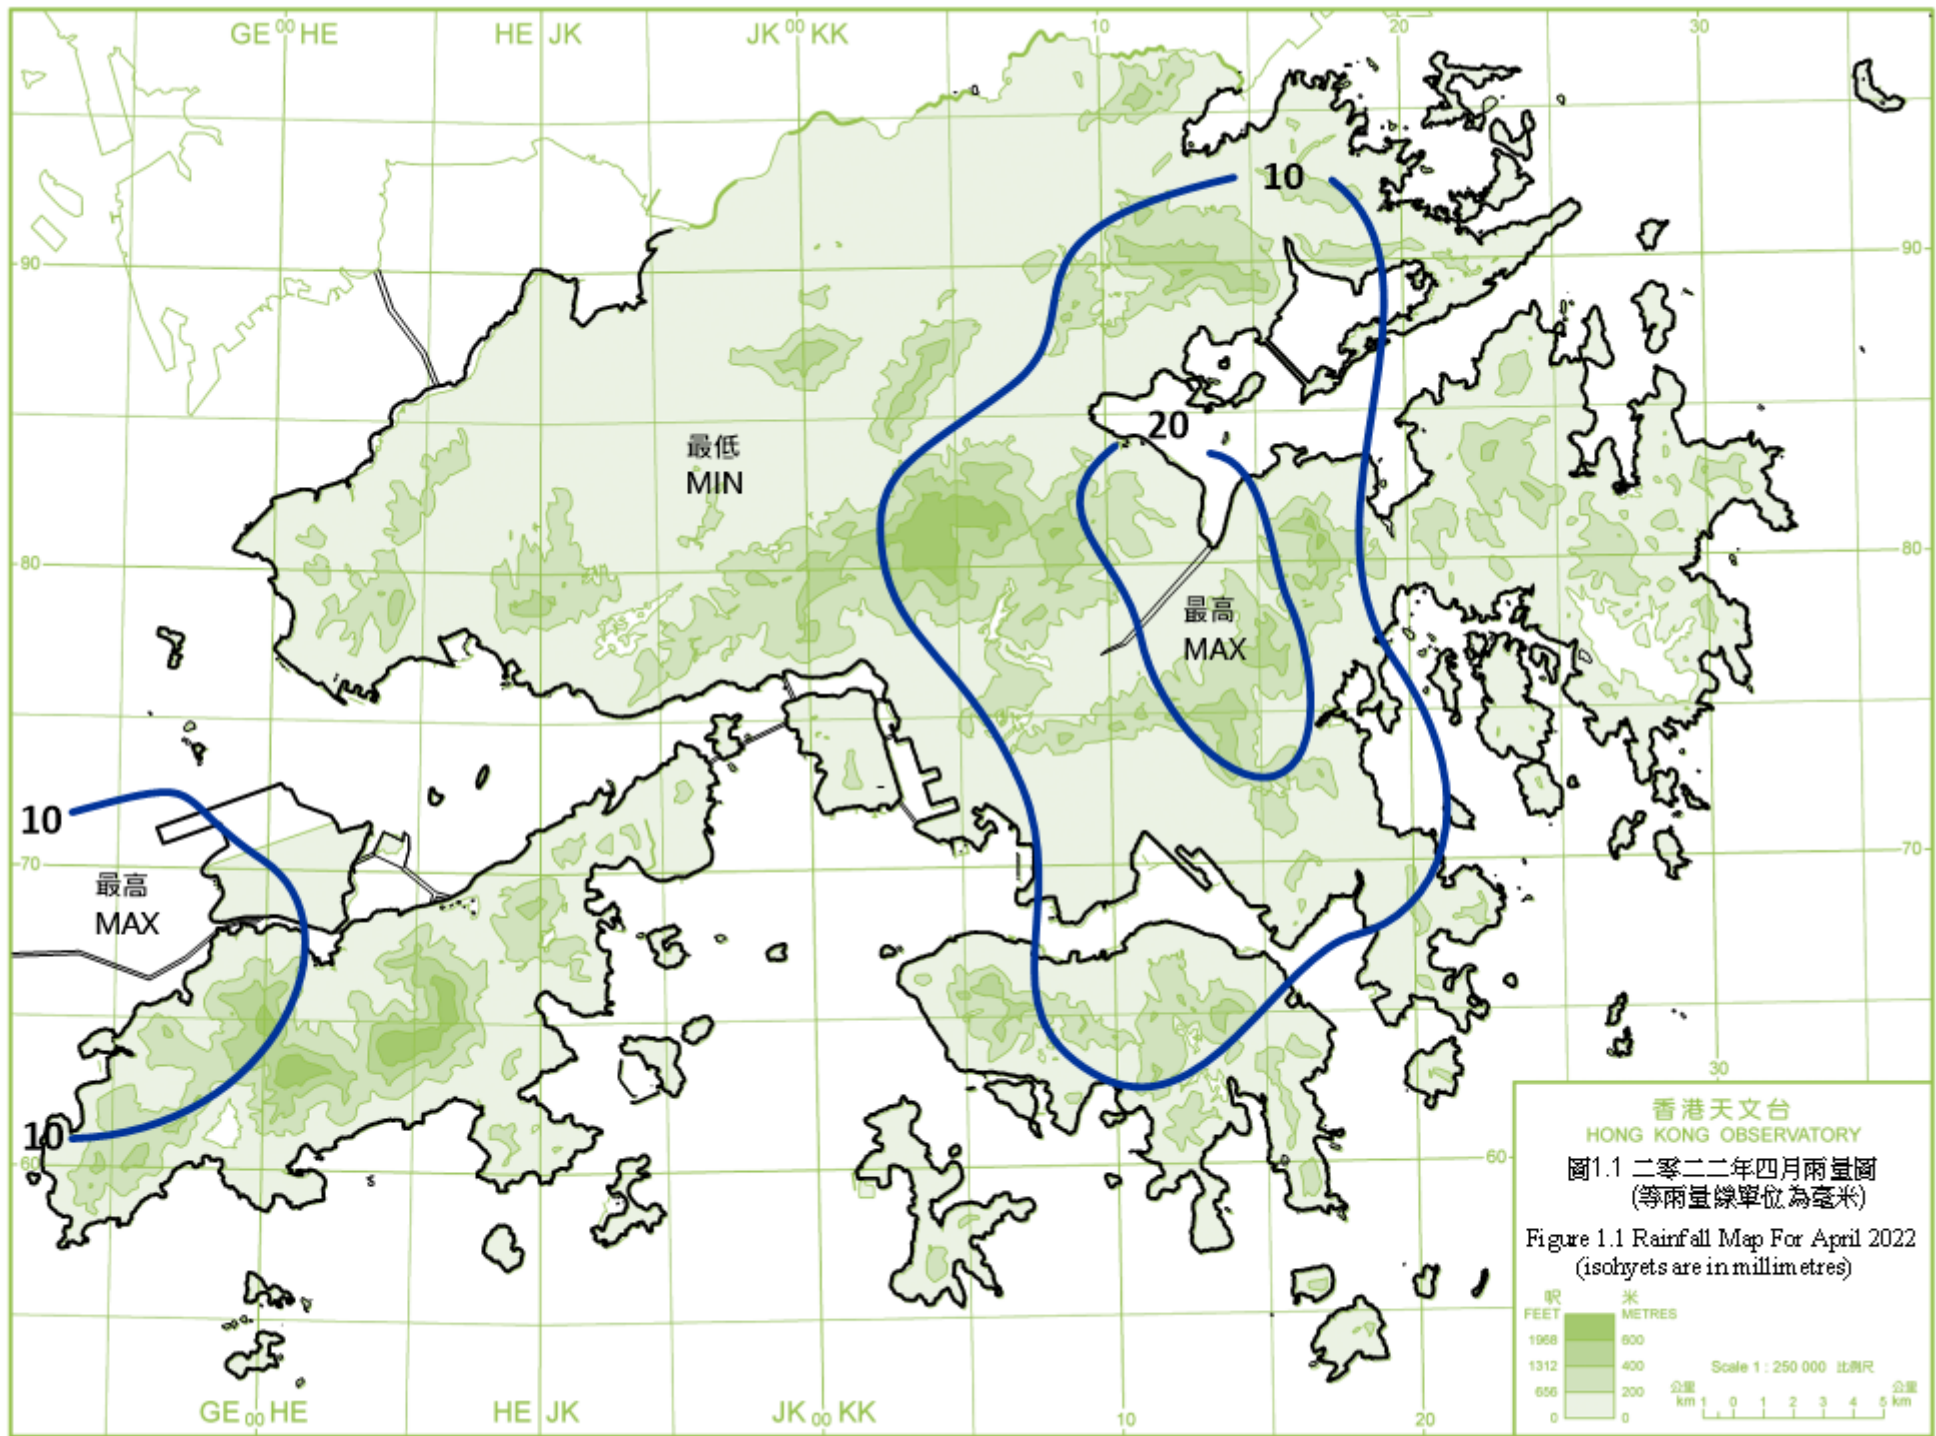 GE 00 HE
HE JK
JK 00 KK
10
20
30
10
90
90
20
最低
MIN
80
80
最高
MAX
10
70
70
最高
MAX
30
10
60
60
香港天文台
HONG KONG OBSERVATORY
圖1.1 二零二二年四月雨量圖
(等雨量線單位為毫米)
Figure 1.1 Rainfall Map For April 2022
(isohyets are in millimetres)
呎 米
FEET METRES
1968 600
1312 400
656 200
0 0
Scale 1 : 250 000 比例尺
公里 公里
km 1 0 1 2 3 4 5 km
GE 00 HE
HE JK
JK 00 KK
10
20